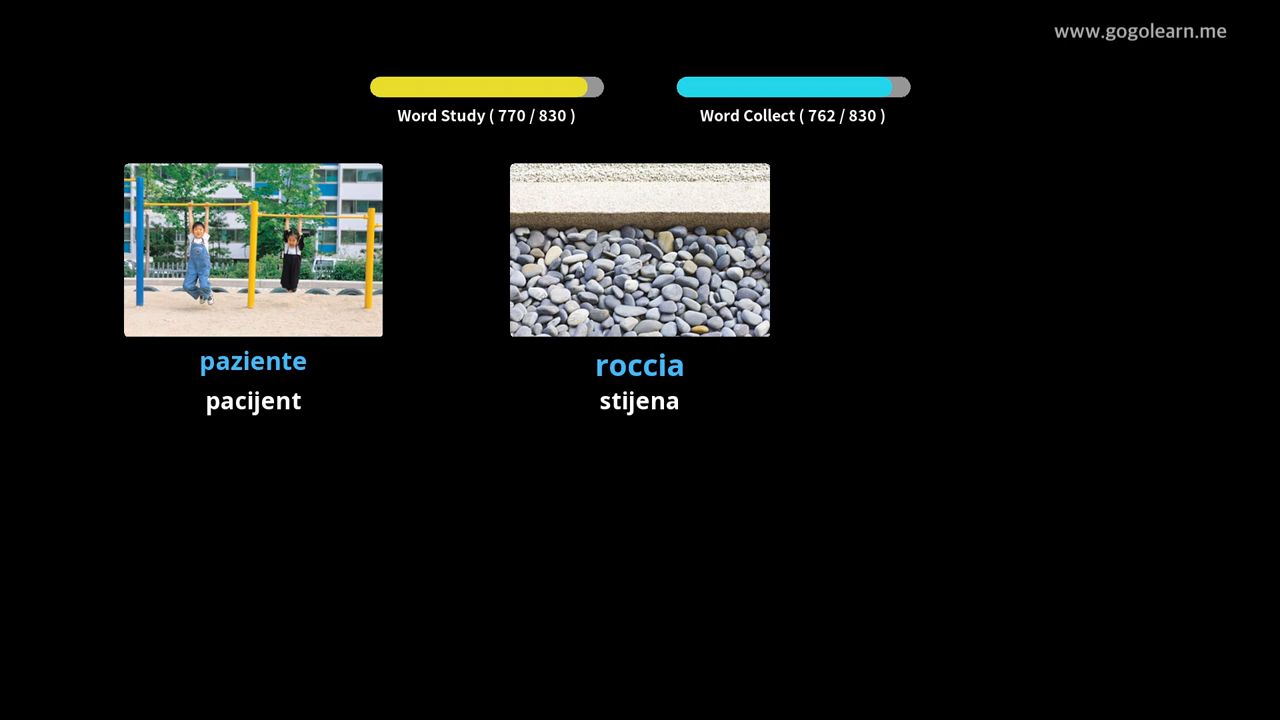 www.gogolearn.me
Word Study ( 770 / 830 )
Word Collect ( 762 / 830 )
paziente
pacijent
roccia
stijena